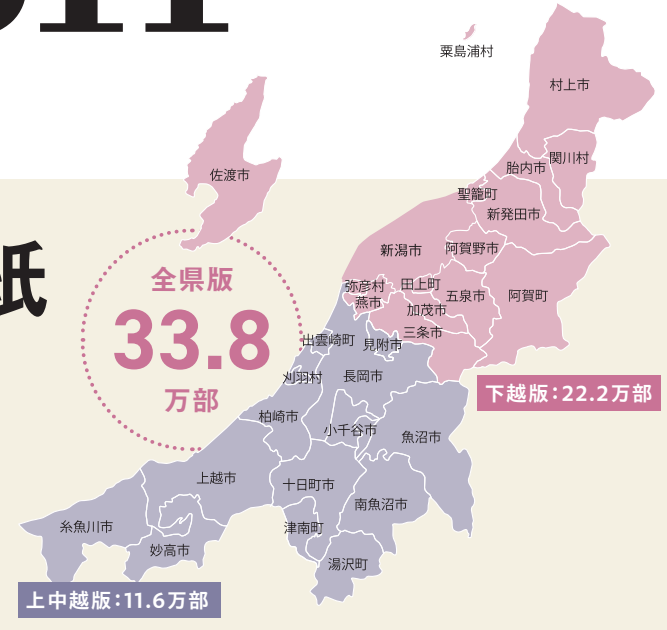 粟島浦村
村上市
関川村
胎内市
佐渡市
聖籠町
新発田市
新潟市
阿賀野市
紙
全県版
33.8
万部
弥彦村
田上町
五泉市
阿賀町
燕市
加茂市
三条市
出雲崎町
見附市
刈羽村
長岡市
下越版:22.2万部
柏崎市
小千谷市
魚沼市
上越市
十日町市
南魚沼市
糸魚川市
津南町
妙高市
湯沢町
上中越版:11.6万部